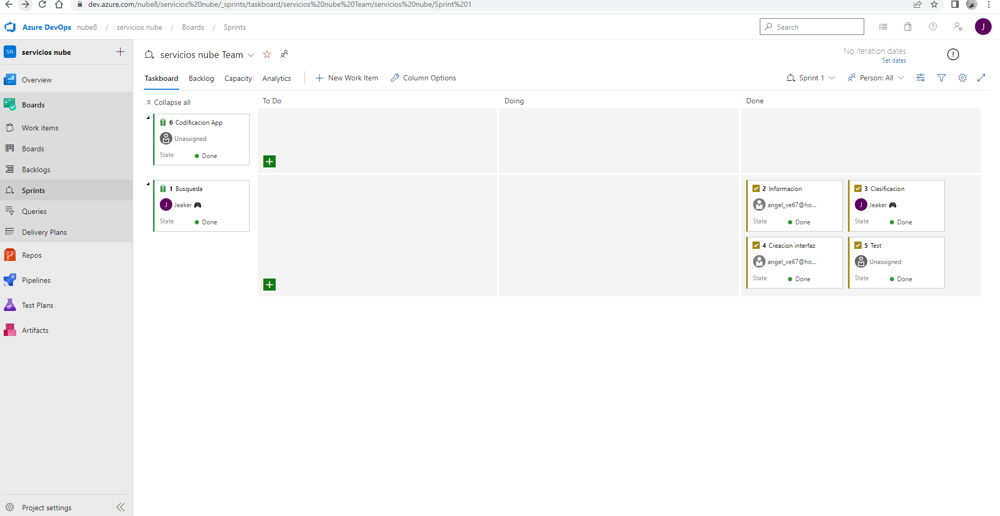 dev.azure.com/nube8/servicios%20nube/_sprints/taskboard/servicios%20nube%20Team/servicios%20nube/Sprint%201
Azure DevOps nube8 / servicios nube / Boards / Sprints
Search
J
SN servicios nube
Overview
Boards
Work items
Boards
Backlogs
Sprints
Queries
Delivery Plans
Repos
Pipelines
Test Plans
Artifacts
Project settings
servicios nube Team
No iteration dates
Set dates
Taskboard Backlog Capacity Analytics New Work Item Column Options
Sprint 1 Person: All
Collapse all
To Do Doing Done
6 Codificacion App
Unassigned
State Done
1 Busqueda
J Jeaker 🎮
State Done
2 Informacion
angel_ve67@ho...
State Done
3 Clasificacion
J Jeaker 🎮
State Done
4 Creacion interfaz
angel_ve67@ho...
State Done
5 Test
Unassigned
State Done